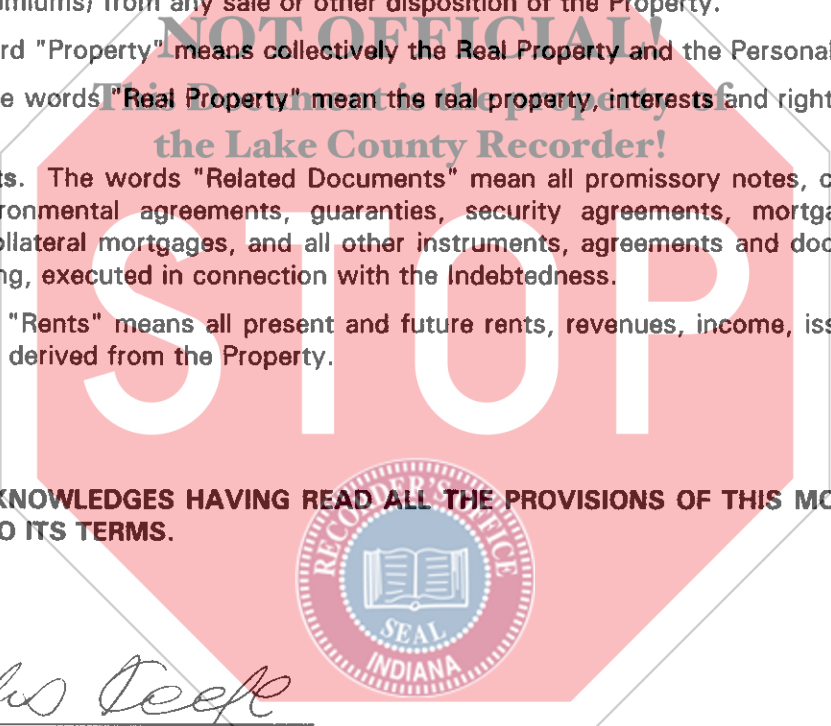 miums) from any sale or other disposition of the Property.
NOT OFFICIAL!
rd "Property" means collectively the Real Property and the Personal
This Document is the property of
e words "Real Property" mean the real property, interests and right
the Lake County Recorder!
ts. The words "Related Documents" mean all promissory notes, c
ronmental agreements, guaranties, security agreements, mortga
ollateral mortgages, and all other instruments, agreements and doc
ng, executed in connection with the Indebtedness.
"Rents" means all present and future rents, revenues, income, iss
derived from the Property.
STOP
KNOWLEDGES HAVING READ ALL THE PROVISIONS OF THIS MO
O ITS TERMS.
RECORDER'S OFFICE
SEAL
INDIANA
Keefe